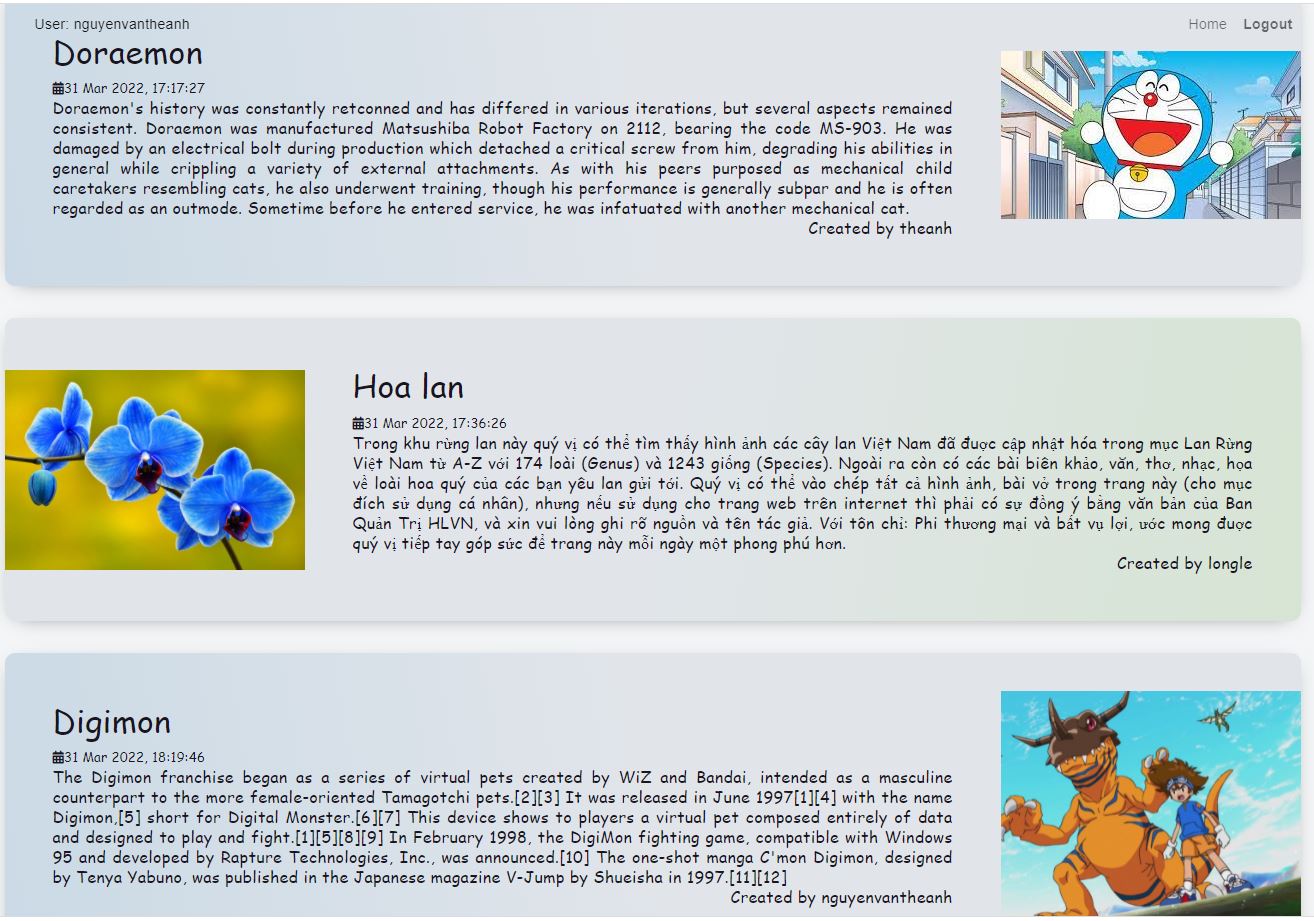 User: nguyenvantheanh
Home
Logout
Doraemon
31 Mar 2022, 17:17:27
Doraemon's history was constantly retconned and has differed in various iterations, but several aspects remained
consistent. Doraemon was manufactured Matsushiba Robot Factory on 2112, bearing the code MS-903. He was
damaged by an electrical bolt during production which detached a critical screw from him, degrading his abilities in
general while crippling a variety of external attachments. As with his peers purposed as mechanical child
caretakers resembling cats, he also underwent training, though his performance is generally subpar and he is often
regarded as an outmode. Sometime before he entered service, he was infatuated with another mechanical cat.
Created by theanh
Hoa lan
31 Mar 2022, 17:36:26
Trong khu rừng lan này quý vị có thể tìm thấy hình ảnh các cây lan Việt Nam đã được cập nhật hóa trong mục Lan Rừng
Việt Nam từ A-Z với 174 loài (Genus) và 1243 giống (Species). Ngoài ra còn có các bài biên khảo, văn, thơ, nhạc, họa
về loài hoa quý của các bạn yêu lan gửi tới. Quý vị có thể vào chép tất cả hình ảnh, bài vở trong trang này (cho mục
đích sử dụng cá nhân), nhưng nếu sử dụng cho trang web trên internet thì phải có sự đồng ý bằng văn bản của Ban
Quản Trị HLVN, và xin vui lòng ghi rõ nguồn và tên tác giả. Với tôn chỉ: Phi thương mại và bất vụ lợi, ước mong được
quý vị tiếp tay góp sức để trang này mỗi ngày một phong phú hơn.
Created by longle
Digimon
31 Mar 2022, 18:19:46
The Digimon franchise began as a series of virtual pets created by WiZ and Bandai, intended as a masculine
counterpart to the more female-oriented Tamagotchi pets.[2][3] It was released in June 1997[1][4] with the name
Digimon,[5] short for Digital Monster.[6][7] This device shows to players a virtual pet composed entirely of data
and designed to play and fight.[1][5][8][9] In February 1998, the DigiMon fighting game, compatible with Windows
95 and developed by Rapture Technologies, Inc., was announced.[10] The one-shot manga C'mon Digimon, designed
by Tenya Yabuno, was published in the Japanese magazine V-Jump by Shueisha in 1997.[11][12]
Created by nguyenvantheanh